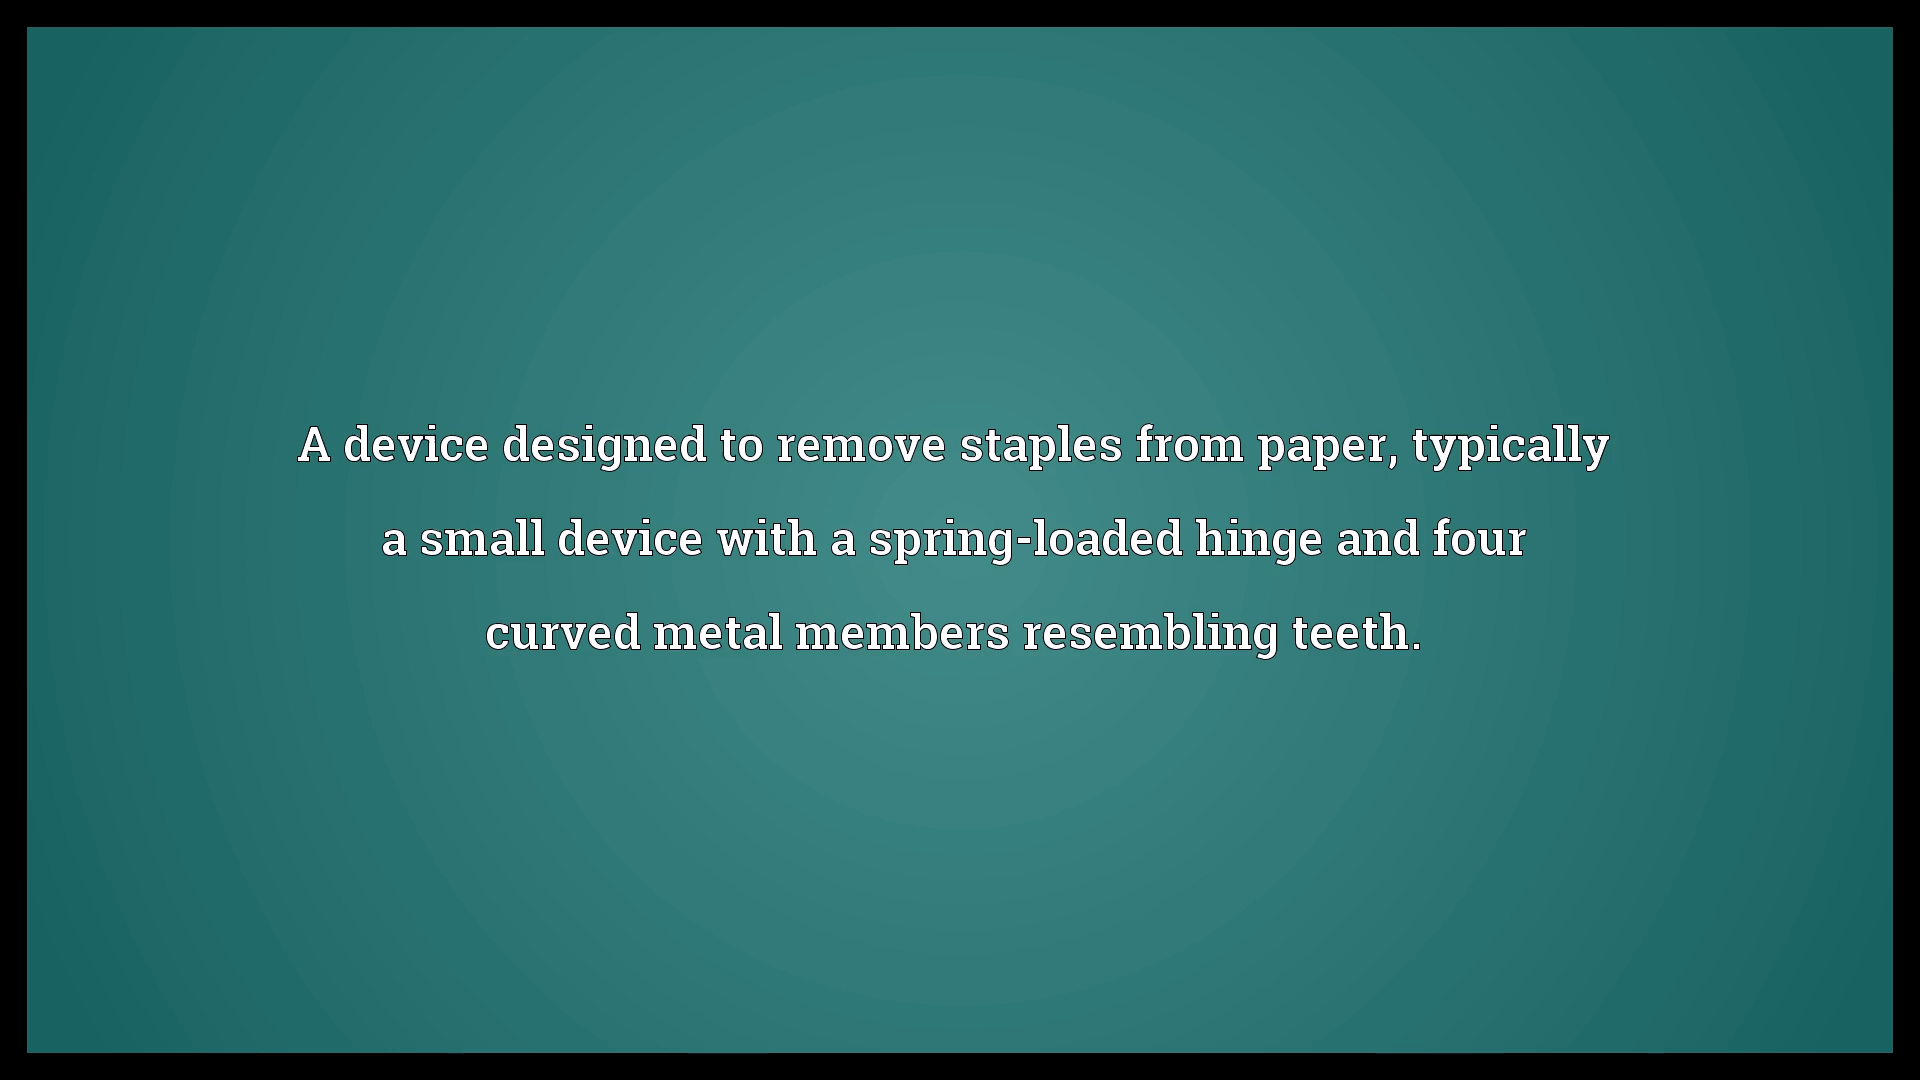 A device designed to remove staples from paper, typically
a small device with a spring-loaded hinge and four
curved metal members resembling teeth.